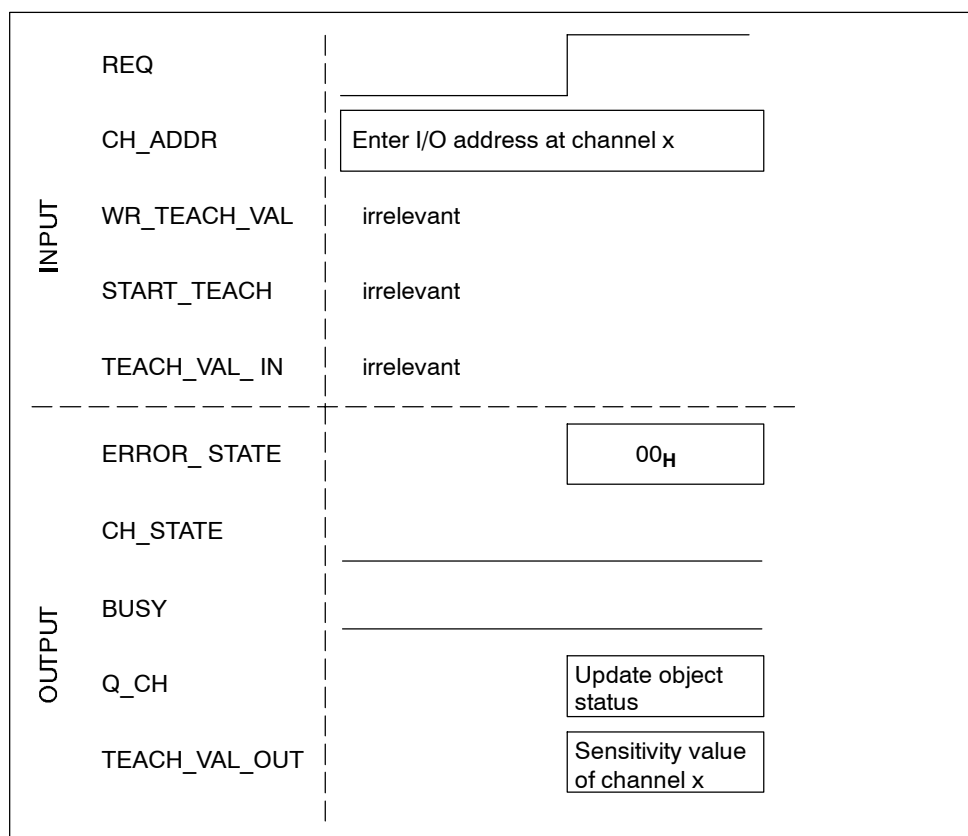 REQ
CH_ADDR
Enter I/O address at channel x
WR_TEACH_VAL
irrelevant
START_TEACH
irrelevant
TEACH_VAL_ IN
irrelevant
INPUT
ERROR_ STATE
00H
CH_STATE
BUSY
Q_CH
Update object
status
TEACH_VAL_OUT
Sensitivity value
of channel x
OUTPUT